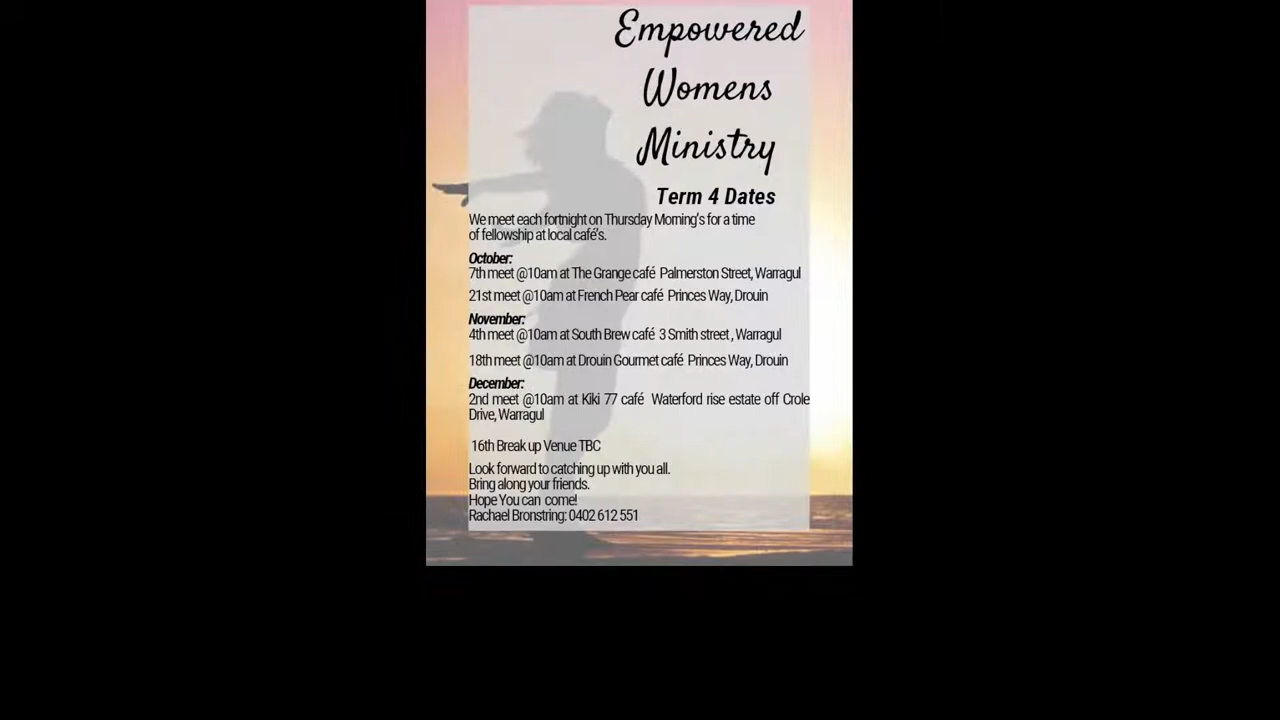 Empowered
Womens
Ministry
Term 4 Dates
We meet each fortnight on Thursday Morning's for a time
of fellowship at local café's.
October:
7th meet @10am at The Grange café Palmerston Street, Warragul
21st meet @10am at French Pear café Princes Way, Drouin
November:
4th meet @10am at South Brew café 3 Smith street , Warragul
18th meet @10am at Drouin Gourmet café Princes Way, Drouin
December:
2nd meet @10am at Kiki 77 café Waterford rise estate off Crole
Drive, Warragul
16th Break up Venue TBC
Look forward to catching up with you all.
Bring along your friends.
Hope You can come!
Rachael Bronstring: 0402 612 551